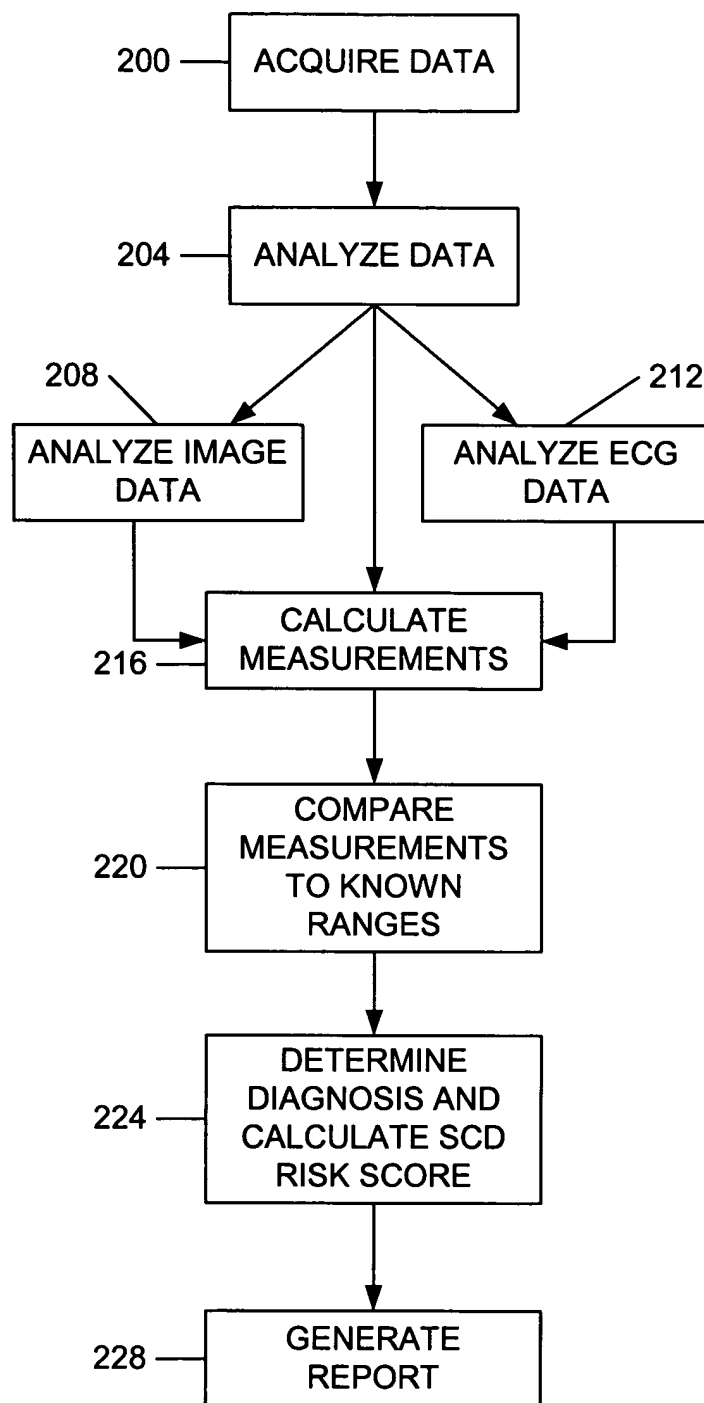 200
ACQUIRE DATA
204
ANALYZE DATA
208
212
ANALYZE IMAGE
DATA
ANALYZE ECG
DATA
CALCULATE
MEASUREMENTS
216
COMPARE
MEASUREMENTS
TO KNOWN
RANGES
220
DETERMINE
DIAGNOSIS AND
CALCULATE SCD
RISK SCORE
224
GENERATE
REPORT
228